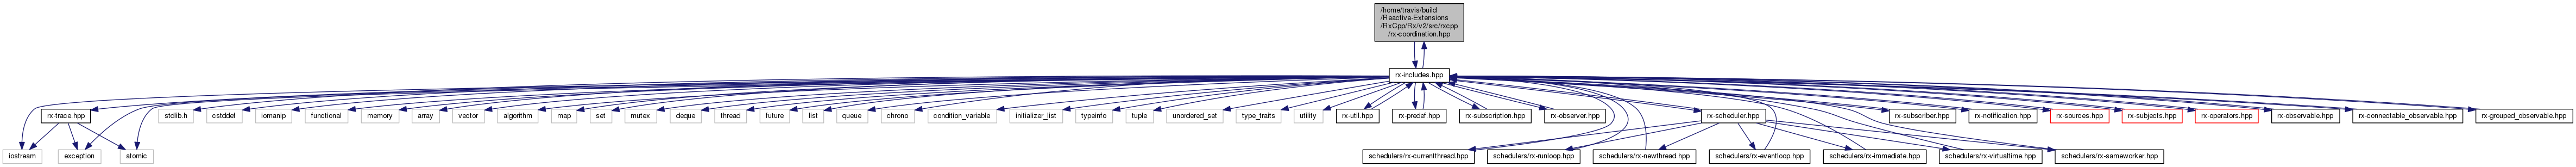 /home/travis/build
/Reactive-Extensions
/RxCpp/Rx/v2/src/rxcpp
/rx-coordination.hpp
rx-includes.hpp
rx-trace.hpp
stdlib.h
cstddef
iomanip
functional
memory
array
vector
algorithm
map
set
mutex
deque
thread
future
list
queue
chrono
condition_variable
initializer_list
typeinfo
tuple
unordered_set
type_traits
utility
rx-util.hpp
rx-predef.hpp
rx-subscription.hpp
rx-observer.hpp
rx-scheduler.hpp
rx-subscriber.hpp
rx-notification.hpp
rx-sources.hpp
rx-subjects.hpp
rx-operators.hpp
rx-observable.hpp
rx-connectable_observable.hpp
rx-grouped_observable.hpp
iostream
exception
atomic
schedulers/rx-currentthread.hpp
schedulers/rx-runloop.hpp
schedulers/rx-newthread.hpp
schedulers/rx-eventloop.hpp
schedulers/rx-immediate.hpp
schedulers/rx-virtualtime.hpp
schedulers/rx-sameworker.hpp